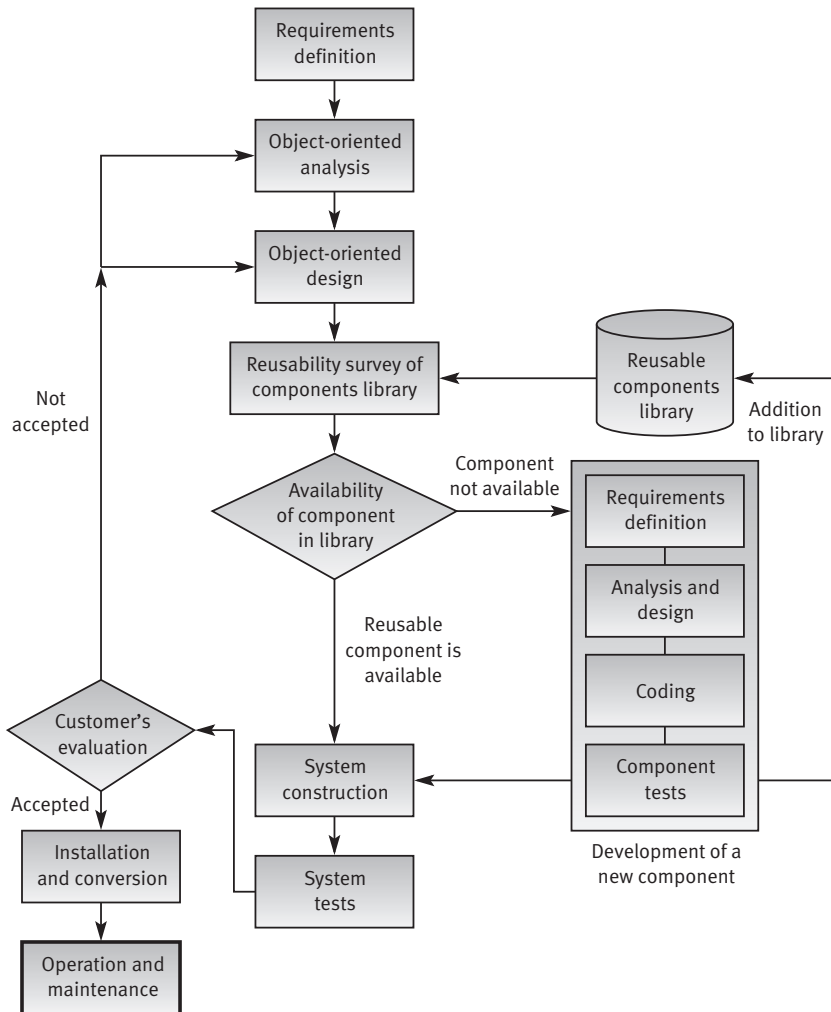 Requirements
definition
Object-oriented
analysis
Object-oriented
design
Reusability survey of
components library
Reusable
components
library
Addition
to library
Not
accepted
Availability
of component
in library
Component
not available
Requirements
definition
Analysis and
design
Coding
Component
tests
Development of a
new component
Reusable
component is
available
Customer’s
evaluation
System
construction
Accepted
System
tests
Installation
and conversion
Operation and
maintenance